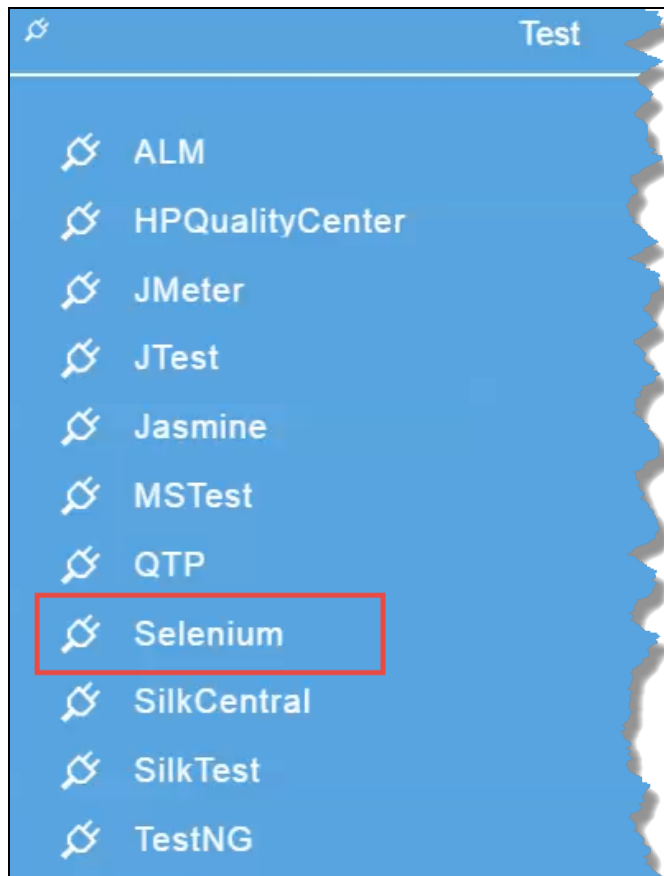 Test
ALM
HPQualityCenter
JMeter
JTest
Jasmine
MSTest
QTP
Selenium
SilkCentral
SilkTest
TestNG